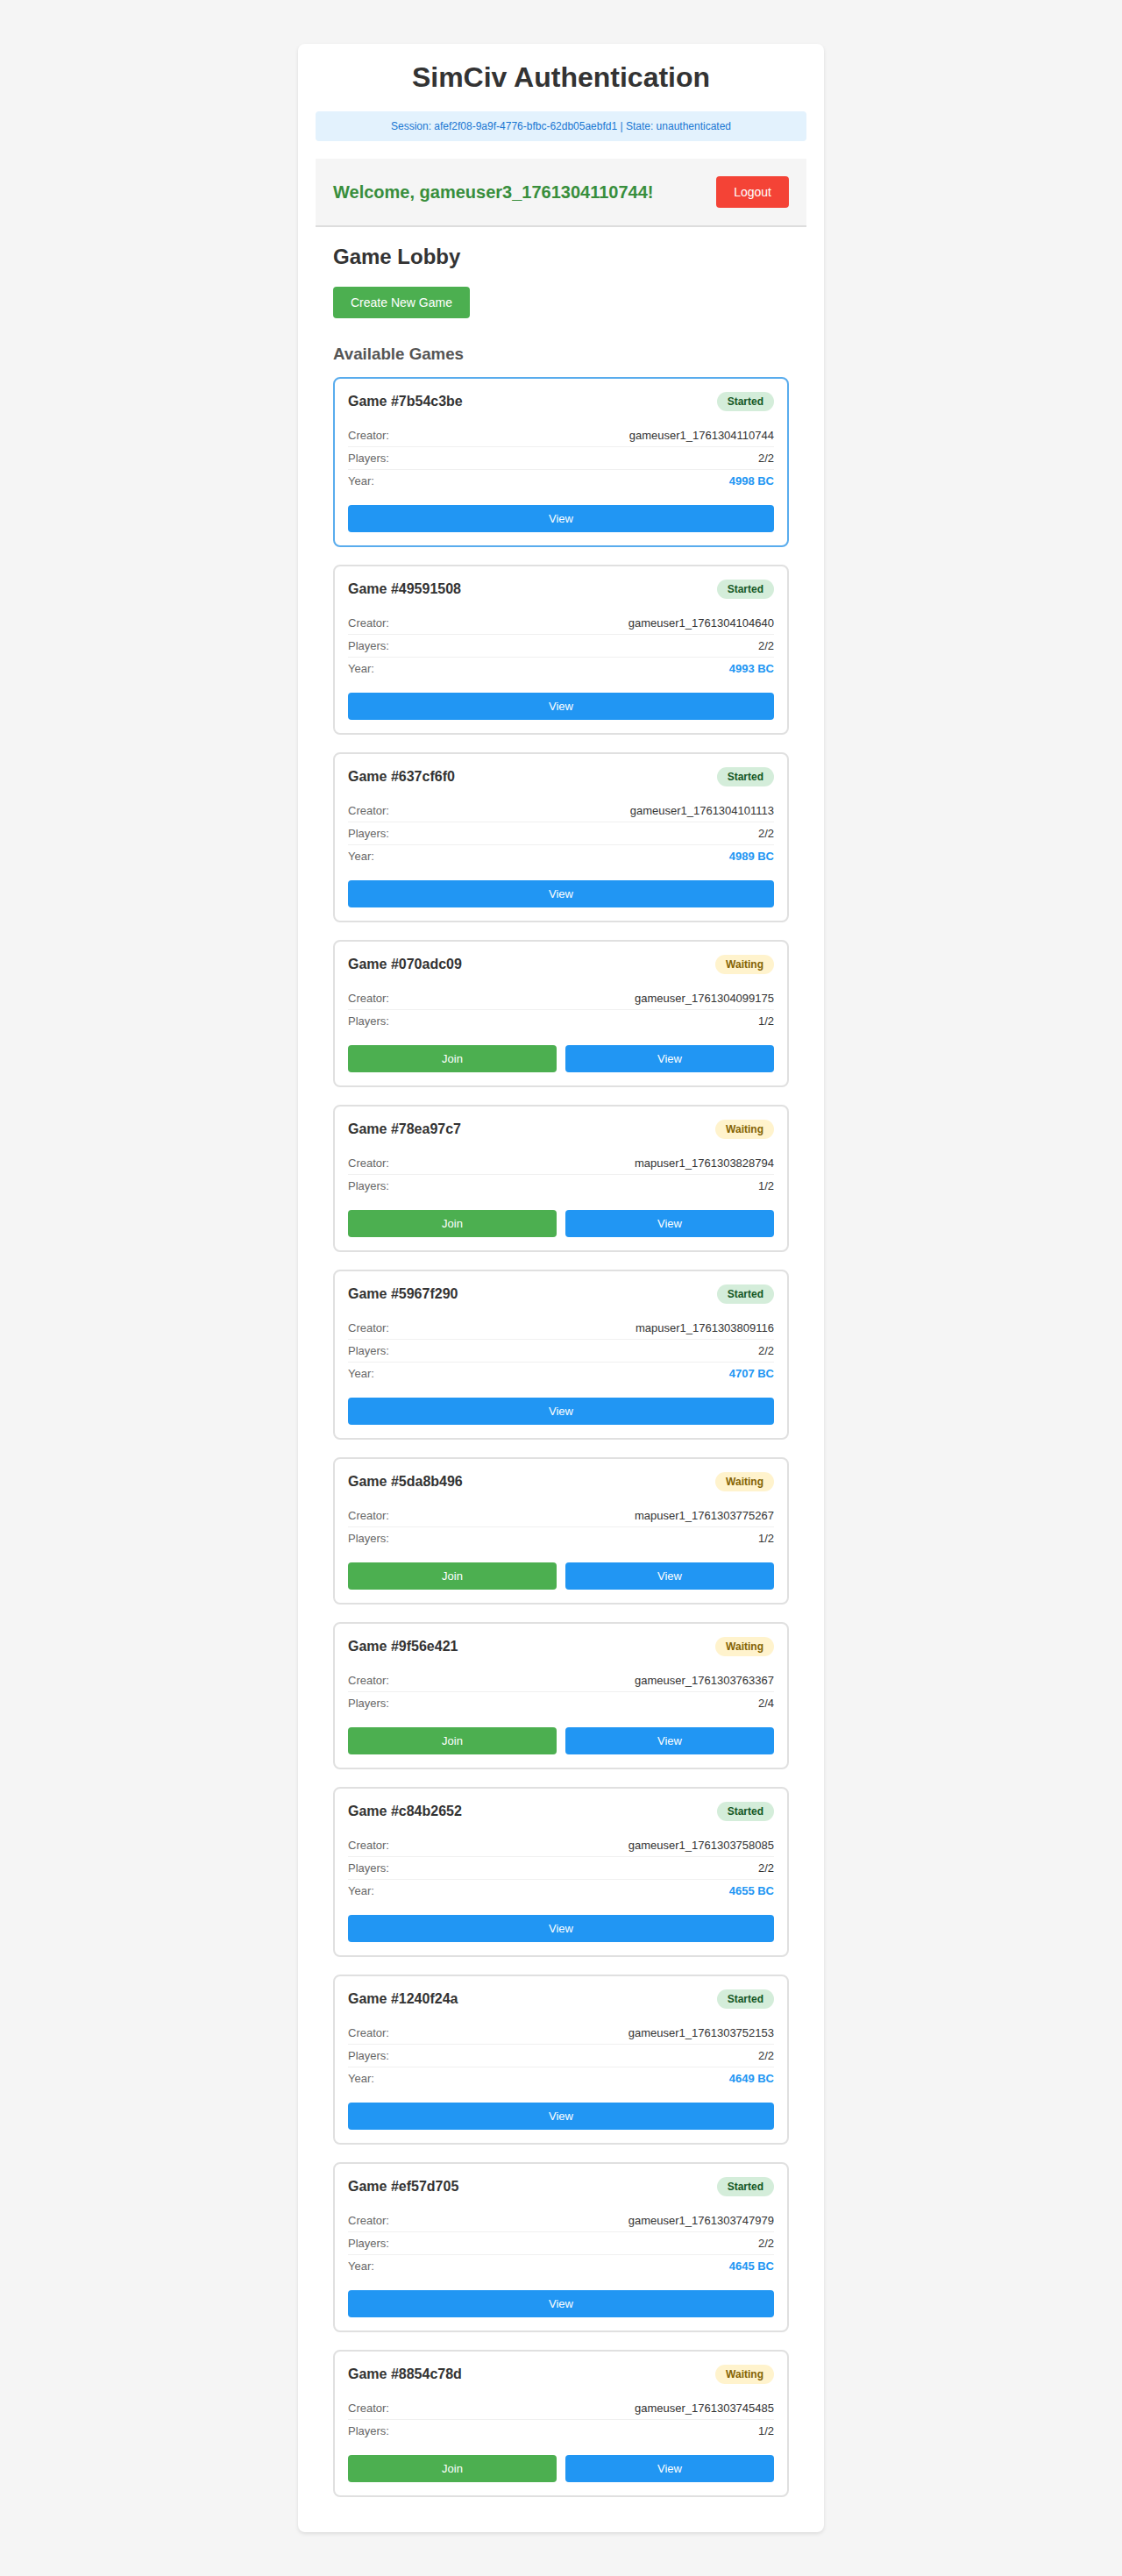 SimCiv Authentication
Session: afef2f08-9a9f-4776-bfbc-62db05aebfd1 | State: unauthenticated
Welcome, gameuser3_1761304110744! Logout
Game Lobby
Create New Game
Available Games
Game #7b54c3be Started
Creator: gameuser1_1761304110744
Players: 2/2
Year: 4998 BC
View
Game #49591508 Started
Creator: gameuser1_1761304104640
Players: 2/2
Year: 4993 BC
View
Game #637cf6f0 Started
Creator: gameuser1_1761304101113
Players: 2/2
Year: 4989 BC
View
Game #070adc09 Waiting
Creator: gameuser_1761304099175
Players: 1/2
Join View
Game #78ea97c7 Waiting
Creator: mapuser1_1761303828794
Players: 1/2
Join View
Game #5967f290 Started
Creator: mapuser1_1761303809116
Players: 2/2
Year: 4707 BC
View
Game #5da8b496 Waiting
Creator: mapuser1_1761303775267
Players: 1/2
Join View
Game #9f56e421 Waiting
Creator: gameuser_1761303763367
Players: 2/4
Join View
Game #c84b2652 Started
Creator: gameuser1_1761303758085
Players: 2/2
Year: 4655 BC
View
Game #1240f24a Started
Creator: gameuser1_1761303752153
Players: 2/2
Year: 4649 BC
View
Game #ef57d705 Started
Creator: gameuser1_1761303747979
Players: 2/2
Year: 4645 BC
View
Game #8854c78d Waiting
Creator: gameuser_1761303745485
Players: 1/2
Join View